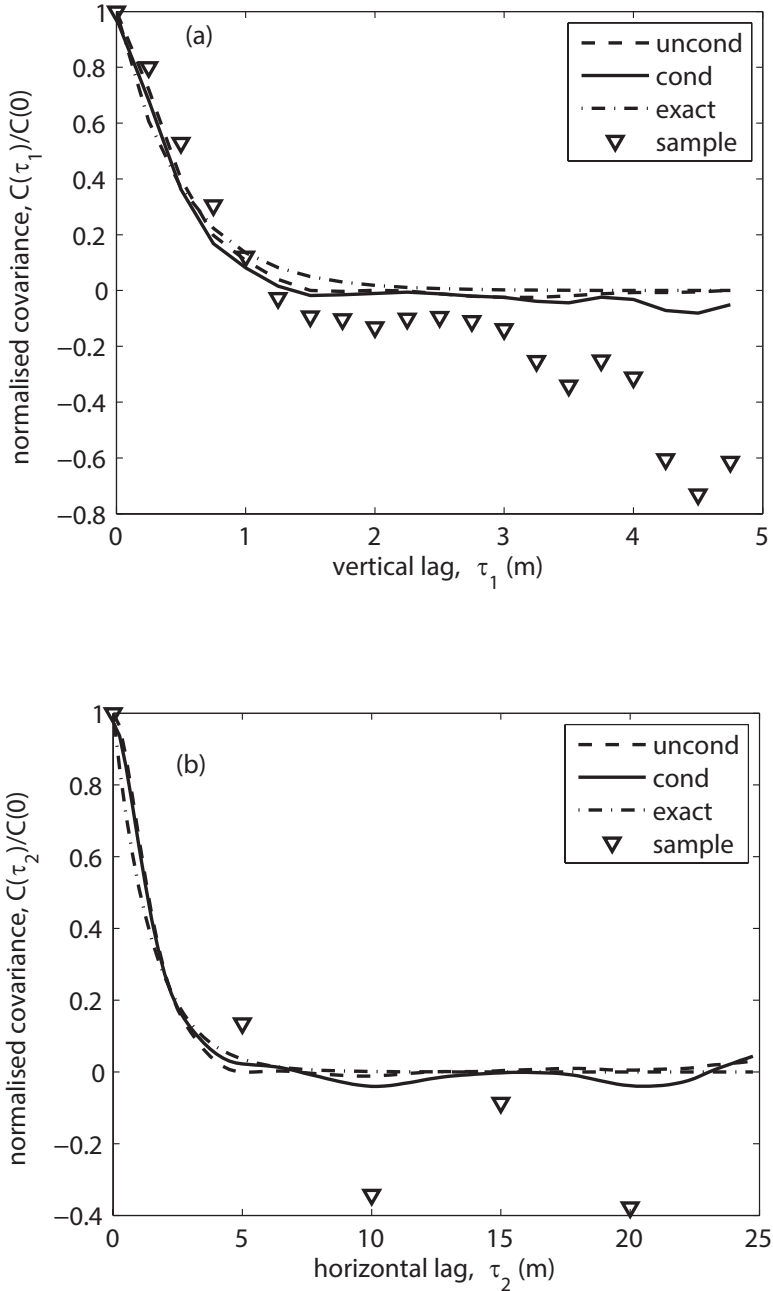 (a)
uncond
cond
exact
sample
normalised covariance, C(τ1)/C(0)
1
0.8
0.6
0.4
0.2
0
−0.2
−0.4
−0.6
−0.8
0 1 2 3 4 5
vertical lag, τ1 (m)
(b)
uncond
cond
exact
sample
normalised covariance, C(τ2)/C(0)
1
0.8
0.6
0.4
0.2
0
−0.2
−0.4
0 5 10 15 20 25
horizontal lag, τ2 (m)